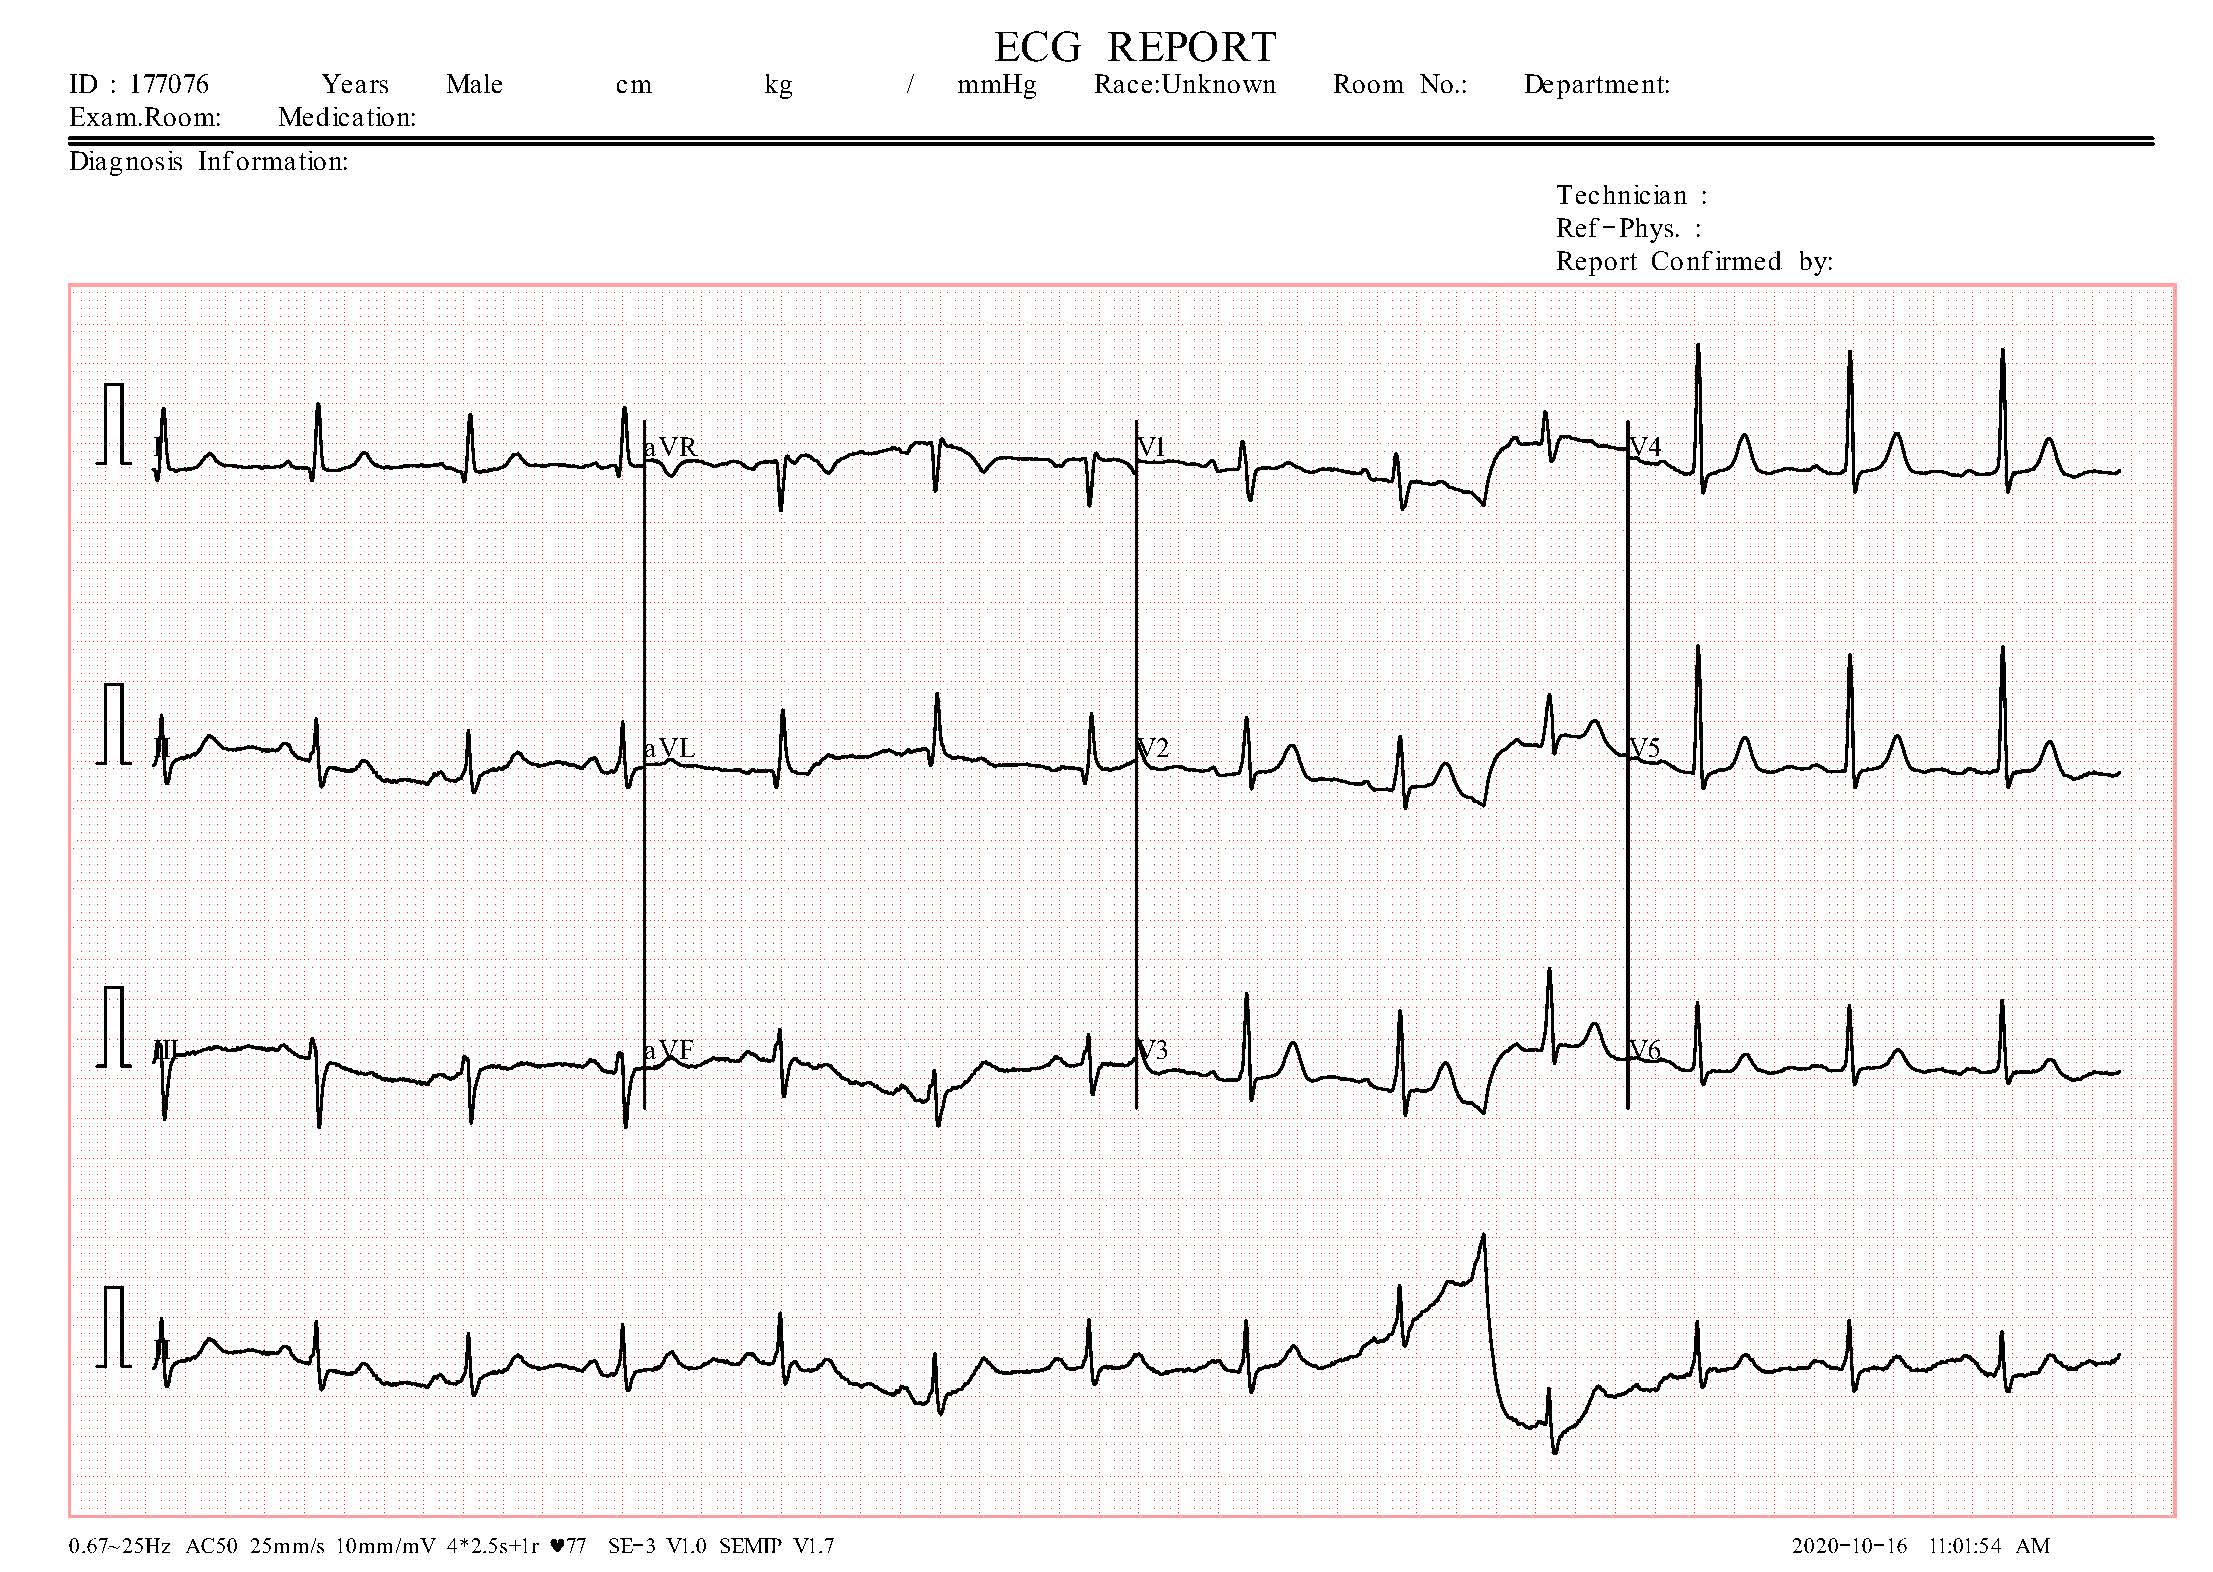 ECG REPORT
ID : 177076 Years Male cm kg / mmHg Race:Unknown Room No.: Department:
Exam.Room: Medication:
Diagnosis Information:
Technician :
Ref-Phys. :
Report Confirmed by:
I aVR V1 V4
II aVL V2 V5
III aVF V3 V6
II
0.67~25Hz AC50 25mm/s 10mm/mV 4*2.5s+1r ♥77 SE-3 V1.0 SEMIP V1.7 2020-10-16 11:01:54 AM